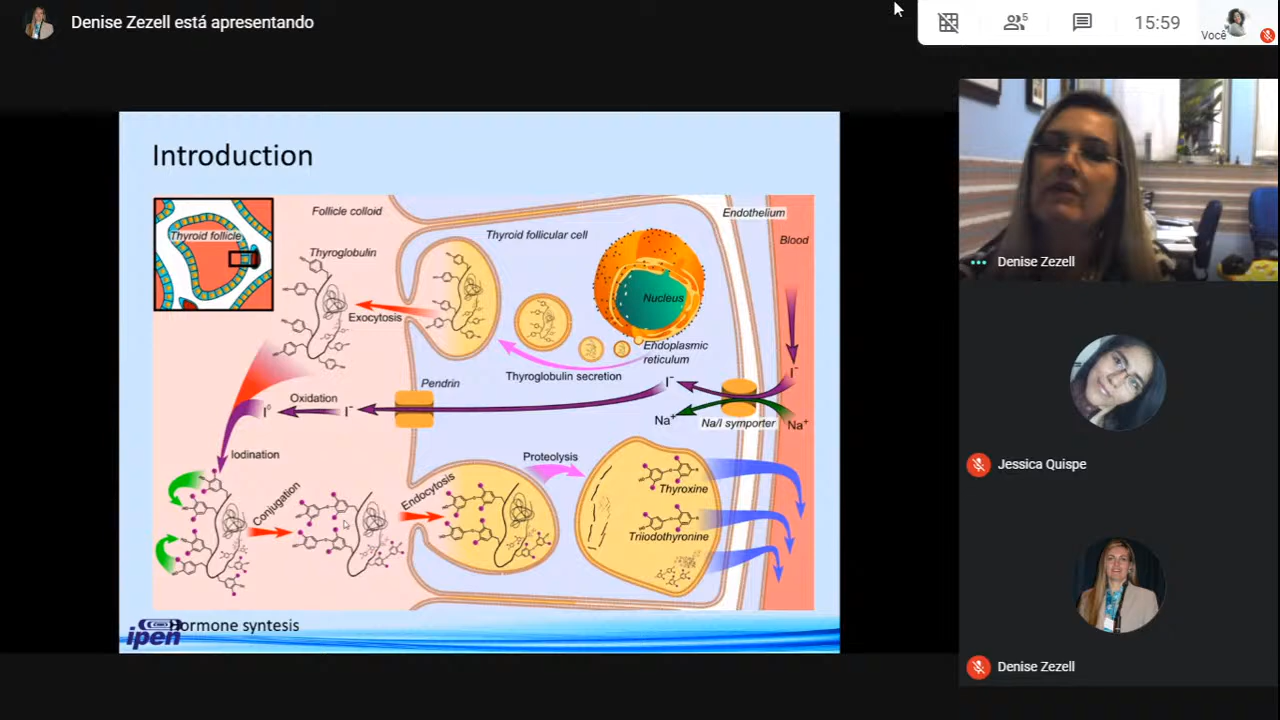 Denise Zezell está apresentando
5
15:59
Você
Introduction
Thyroid follicle
Follicle colloid
Thyroglobulin
Exocytosis
Thyroid follicular cell
Nucleus
Endoplasmic
reticulum
Thyroglobulin secretion
Endothelium
Blood
I⁻
I⁻
Na⁺
Na⁺
Na/I symporter
Pendrin
I⁻
Oxidation
I⁰
Iodination
Conjugation
Endocytosis
Proteolysis
Thyroxine
Triiodothyronine
ipen
Hormone syntesis
Denise Zezell
Jessica Quispe
Denise Zezell